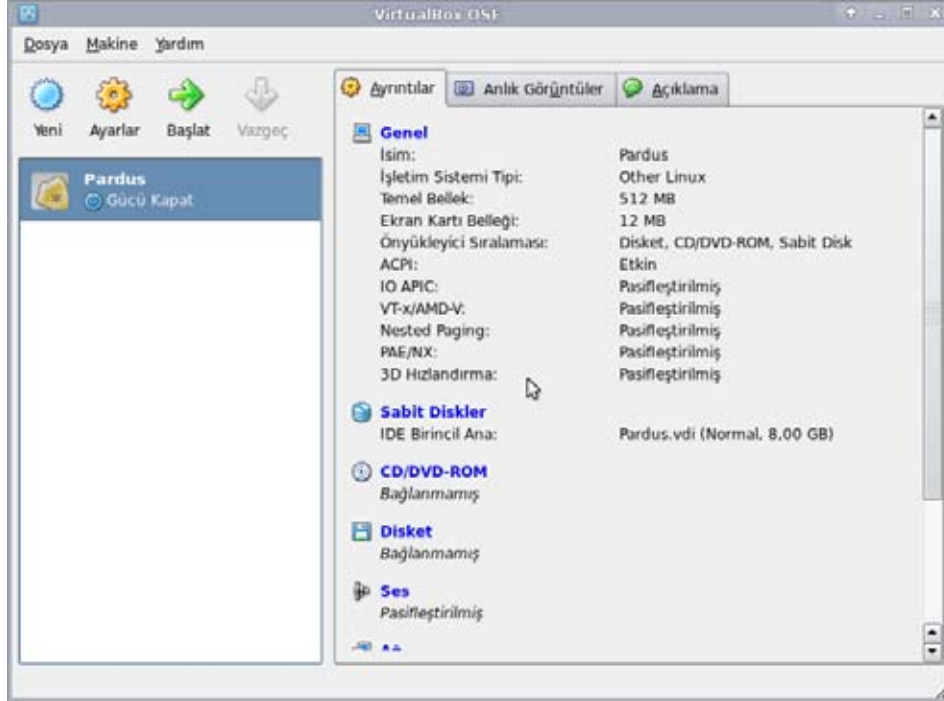 VirtualBox OSE
Dosya Makine Yardım
Yeni Ayarlar Başlat Vazgeç
Pardus
Gücü Kapat
Ayrıntılar Anlık Görüntüler Açıklama
Genel
İsim: Pardus
İşletim Sistemi Tipi: Other Linux
Temel Bellek: 512 MB
Ekran Kartı Belleği: 12 MB
Önyükleyici Sıralaması: Disket, CD/DVD-ROM, Sabit Disk
ACPI: Etkin
IO APIC: Pasifleştirilmiş
VT-x/AMD-V: Pasifleştirilmiş
Nested Paging: Pasifleştirilmiş
PAE/NX: Pasifleştirilmiş
3D Hızlandırma: Pasifleştirilmiş
Sabit Diskler
IDE Birincil Ana: Pardus.vdi (Normal, 8,00 GB)
CD/DVD-ROM
Bağlanmamış
Disket
Bağlanmamış
Ses
Pasifleştirilmiş